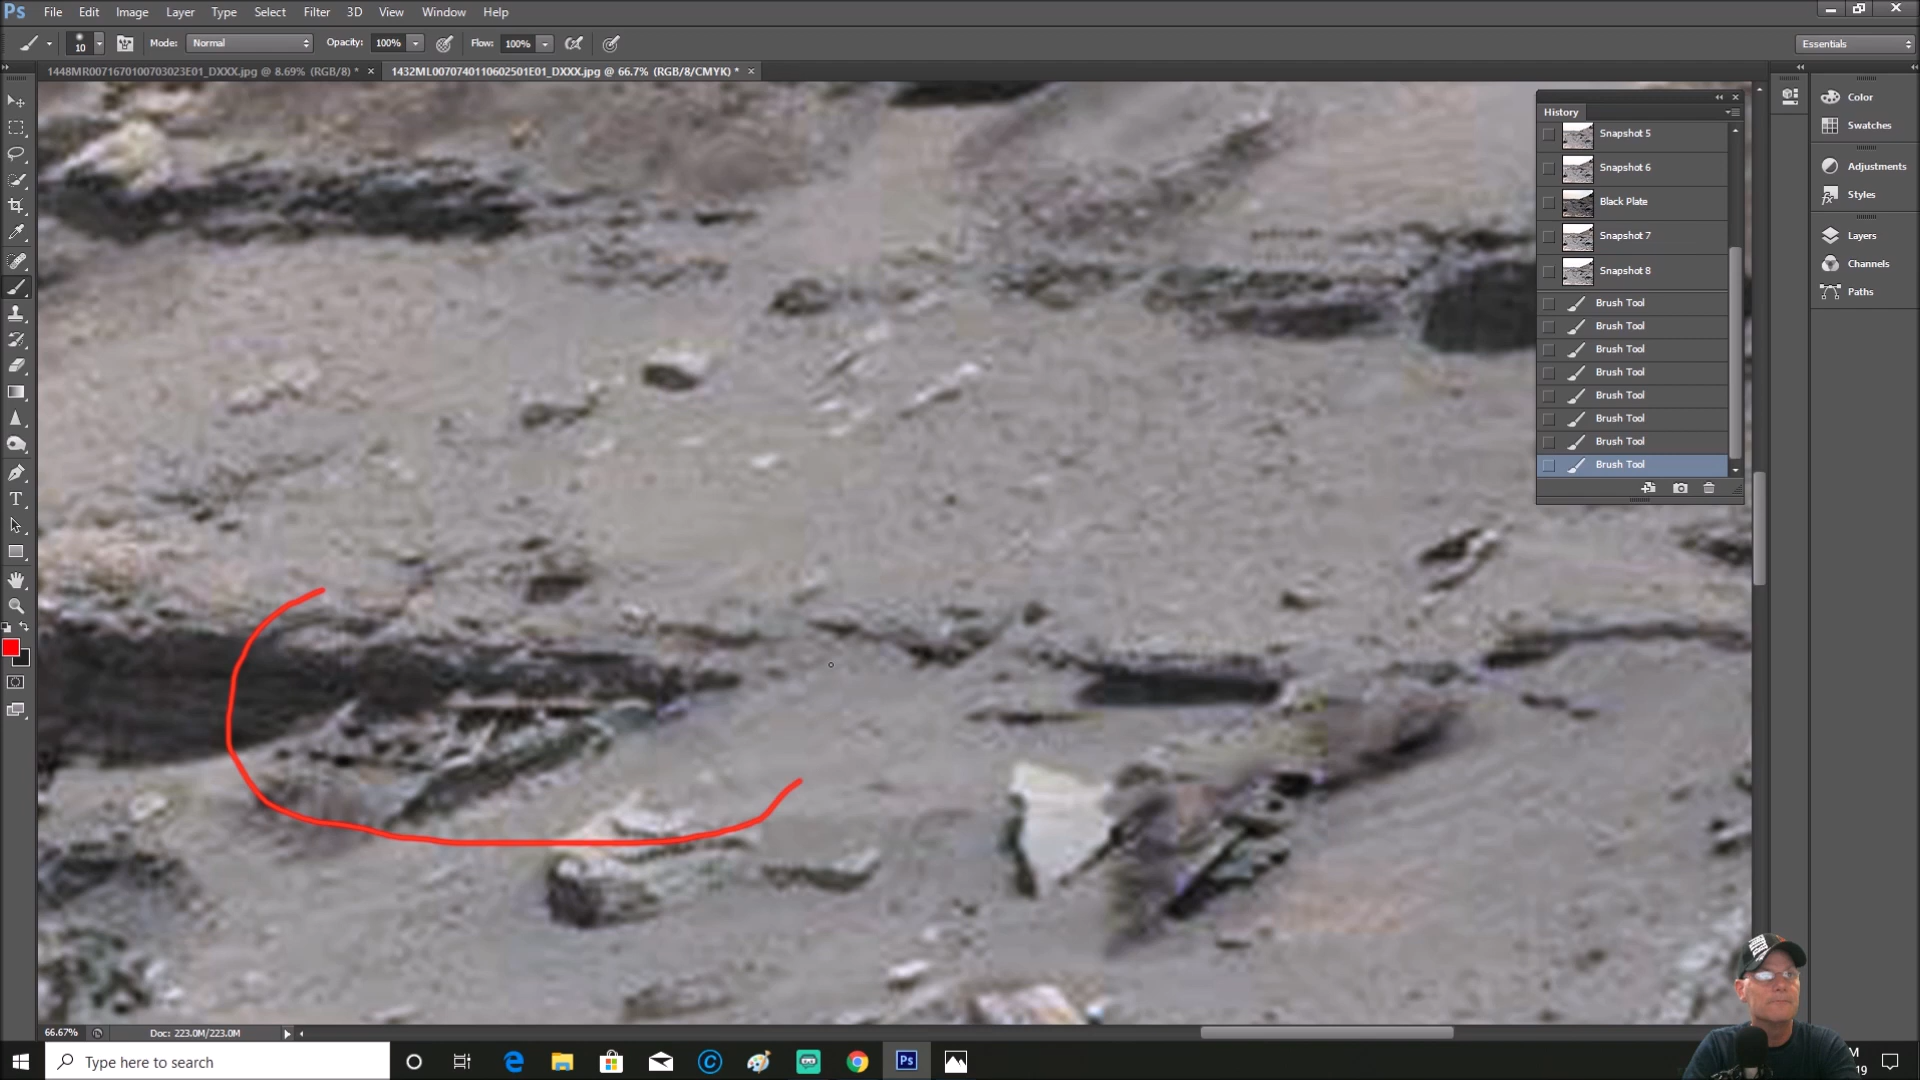 Ps File Edit Image Layer Type Select Filter 3D View Window Help
10 Mode: Normal Opacity: 100% Flow: 100% Essentials
1448MR0071670100703023E01_DXXX.jpg @ 8.69% (RGB/8) * × 1432ML0070740110602501E01_DXXX.jpg @ 66.7% (RGB/8/CMYK) * ×
History
Snapshot 5
Snapshot 6
Black Plate
Snapshot 7
Snapshot 8
Brush Tool
Brush Tool
Brush Tool
Brush Tool
Brush Tool
Brush Tool
Brush Tool
Brush Tool
Color
Swatches
Adjustments
Styles
Layers
Channels
Paths
T
66.67% Doc: 223.0M/223.0M
Type here to search
Ps
M
19